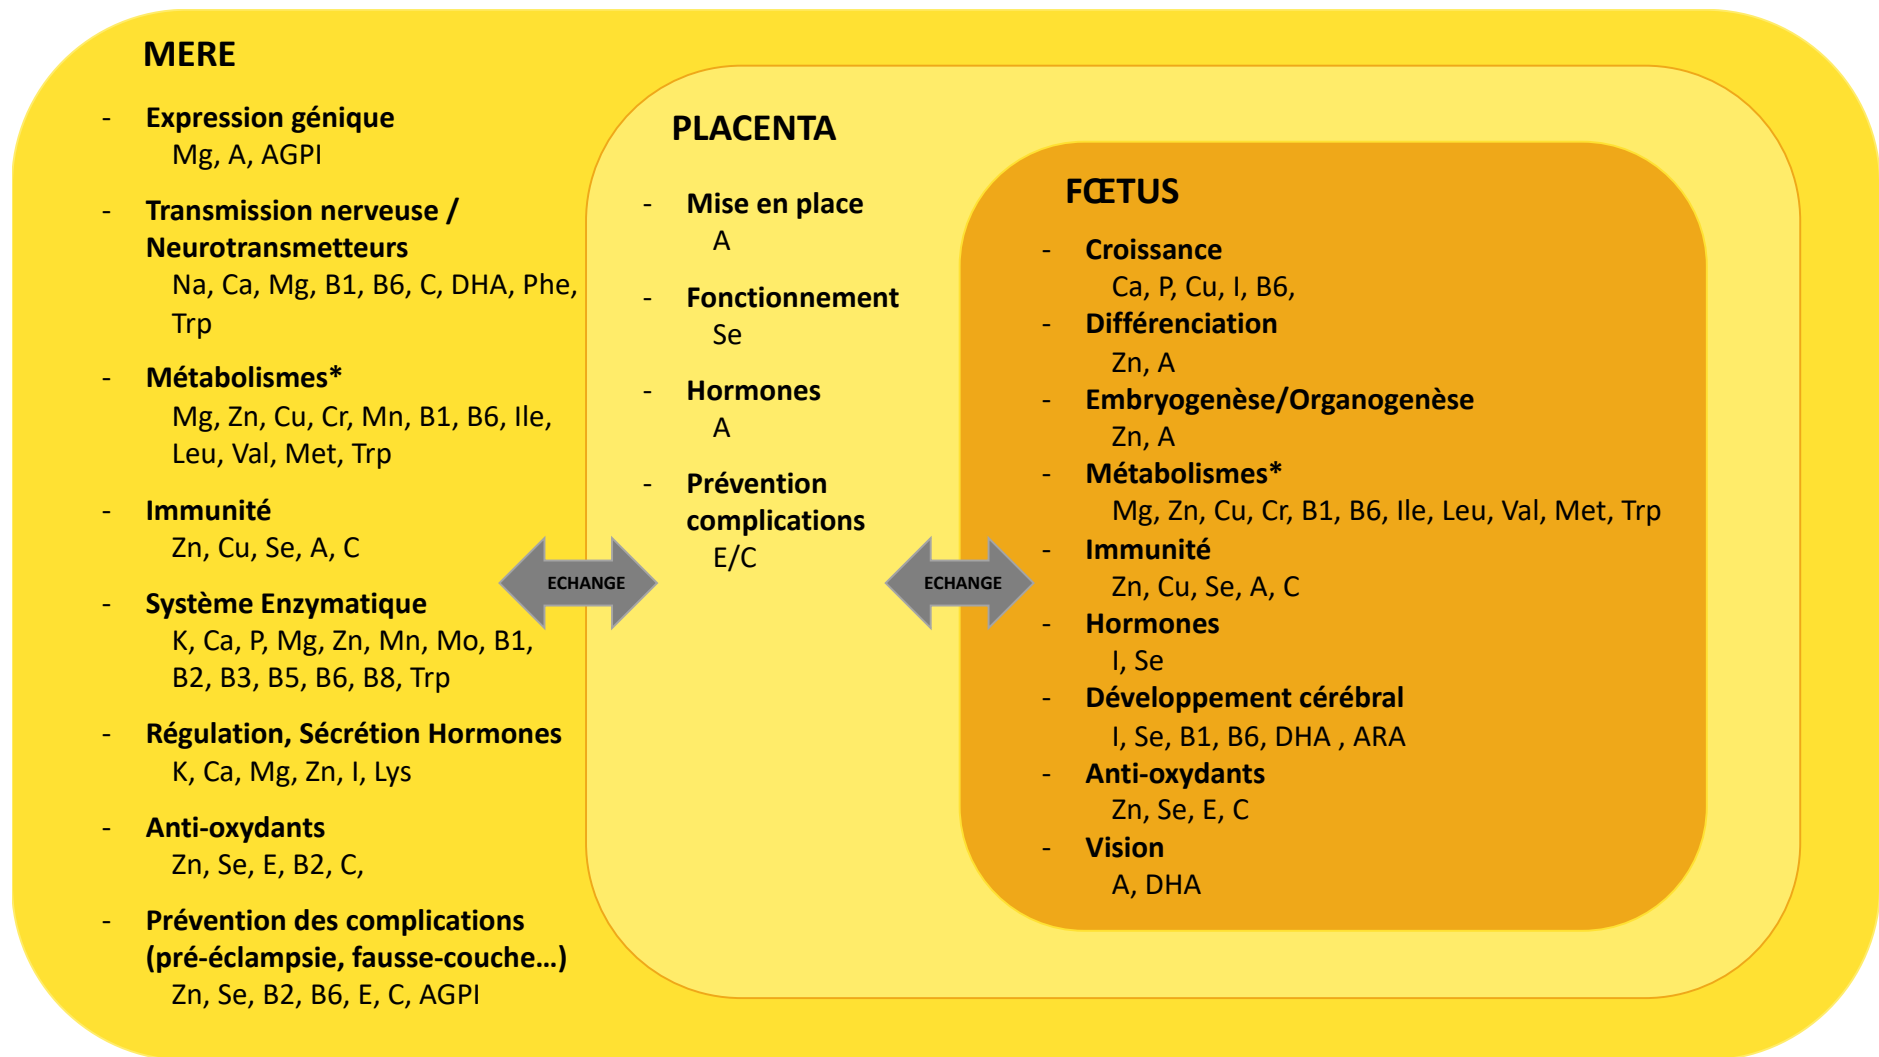 MERE
- Expression génique
Mg, A, AGPI
- Transmission nerveuse /
Neurotransmetteurs
Na, Ca, Mg, B1, B6, C, DHA, Phe,
Trp
- Métabolismes*
Mg, Zn, Cu, Cr, Mn, B1, B6, Ile,
Leu, Val, Met, Trp
- Immunité
Zn, Cu, Se, A, C
- Système Enzymatique
K, Ca, P, Mg, Zn, Mn, Mo, B1,
B2, B3, B5, B6, B8, Trp
- Régulation, Sécrétion Hormones
K, Ca, Mg, Zn, I, Lys
- Anti-oxydants
Zn, Se, E, B2, C,
- Prévention des complications
(pré-éclampsie, fausse-couche…)
Zn, Se, B2, B6, E, C, AGPI
ECHANGE
PLACENTA
- Mise en place
A
- Fonctionnement
Se
- Hormones
A
- Prévention
complications
E/C
ECHANGE
FŒTUS
- Croissance
Ca, P, Cu, I, B6,
- Différenciation
Zn, A
- Embryogenèse/Organogenèse
Zn, A
- Métabolismes*
Mg, Zn, Cu, Cr, B1, B6, Ile, Leu, Val, Met, Trp
- Immunité
Zn, Cu, Se, A, C
- Hormones
I, Se
- Développement cérébral
I, Se, B1, B6, DHA , ARA
- Anti-oxydants
Zn, Se, E, C
- Vision
A, DHA